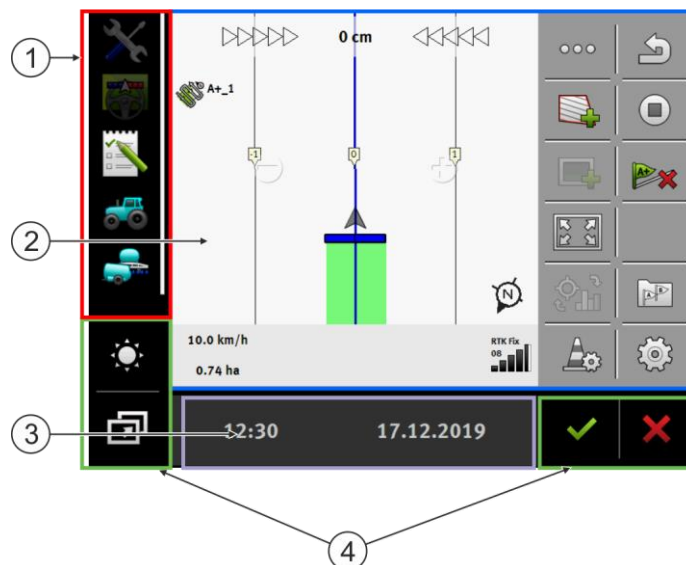 1
0 cm
A+_1
-1
0
1
A+
2
N
A
B
10.0 km/h
RTK Fix
08
0.74 ha
3
12:30
17.12.2019
4